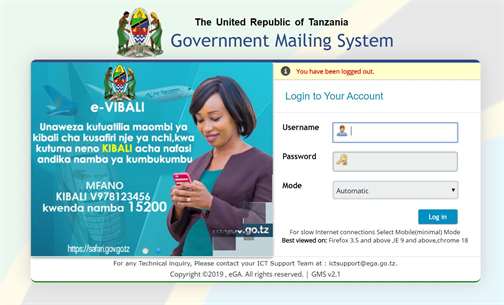 The United Republic of Tanzania
Government Mailing System
You have been logged out.
e-VIBALI
Unaweza kufuatilia maombi ya
kibali cha kusafiri nje ya nchi,kwa
kutuma neno KIBALI acha nafasi
andika namba ya kumbukumbu
MFANO
KIBALI V978123456
kwenda namba 15200
https://safari.gov.go.tz
.go.tz
Login to Your Account
Username
Password
Mode
Automatic
Log in
For slow Internet connections Select Mobile(minmal) Mode
Best viewed on: Firefox 3.5 and above JE 9 and above,chrome 18
For any Technical Inquiry, Please contact your ICT Support Team at : ictsupport@ega.go.tz.
Copyright ©2019 , eGA. All rights reserved. | GMS v2.1